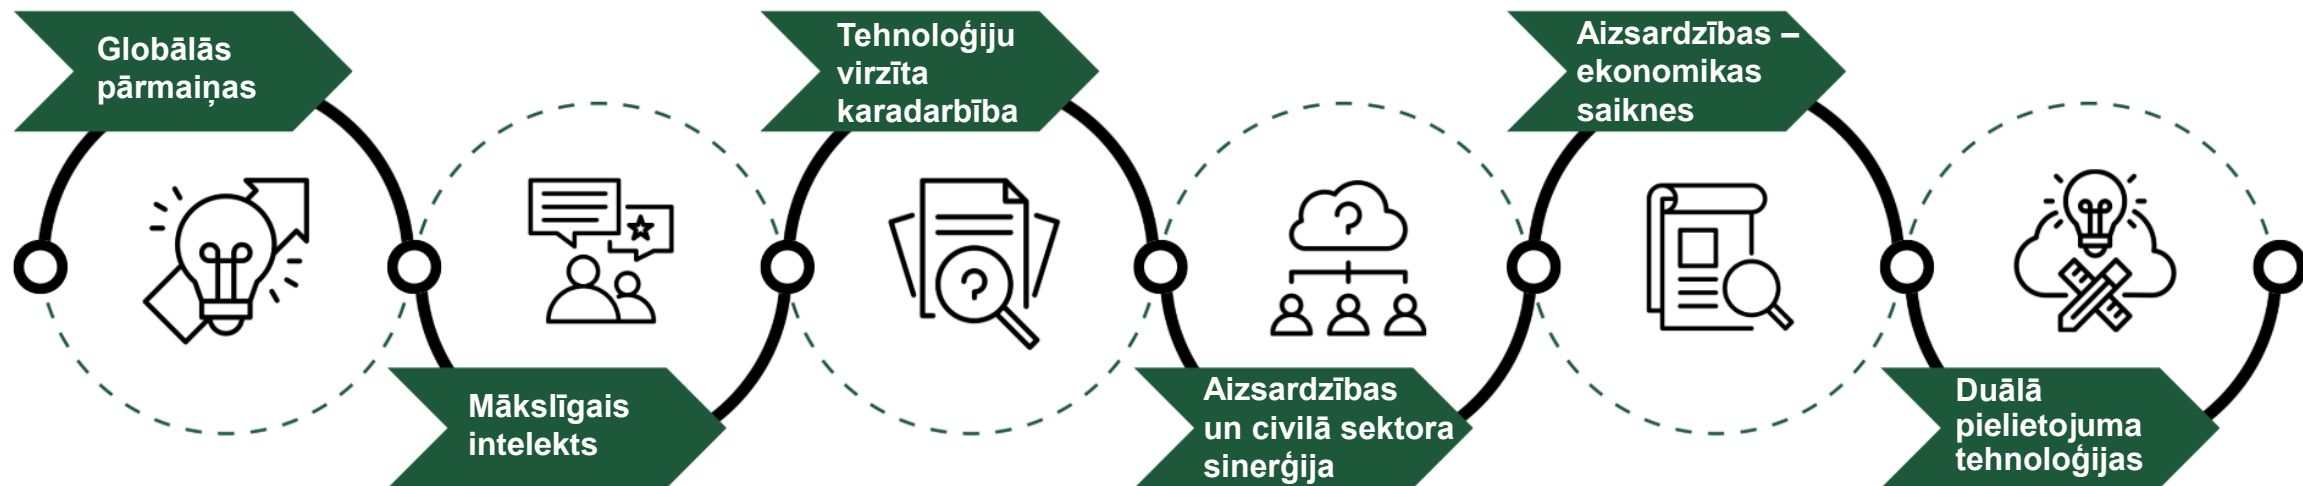 Globālās
pārmaiņas
Mākslīgais
intelekts
Tehnoloģiju
virzīta
karadarbība
Aizsardzības
un civilā sektora
sinerģija
Aizsardzības –
ekonomikas
saiknes
Duālā
pielietojuma
tehnoloģijas